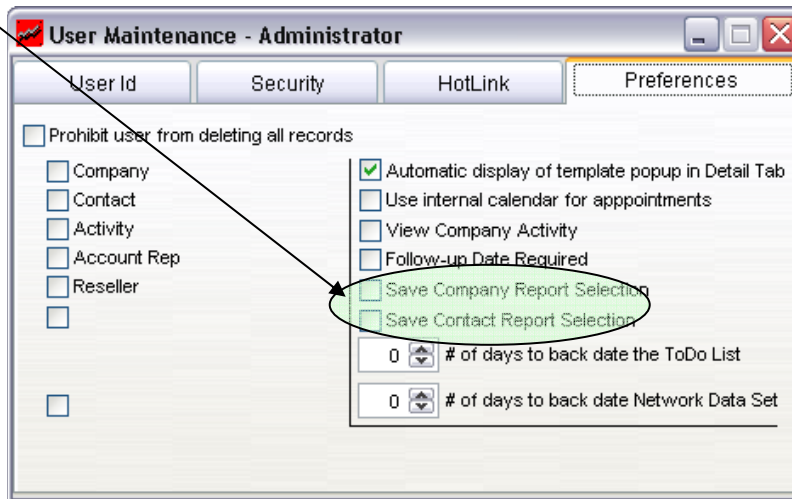 User Maintenance - Administrator
User Id
Security
HotLink
Preferences
Prohibit user from deleting all records
Company
Contact
Activity
Account Rep
Reseller
Automatic display of template popup in Detail Tab
Use internal calendar for apppointments
View Company Activity
Follow-up Date Required
Save Company Report Selection
Save Contact Report Selection
0 # of days to back date the ToDo List
0 # of days to back date Network Data Set